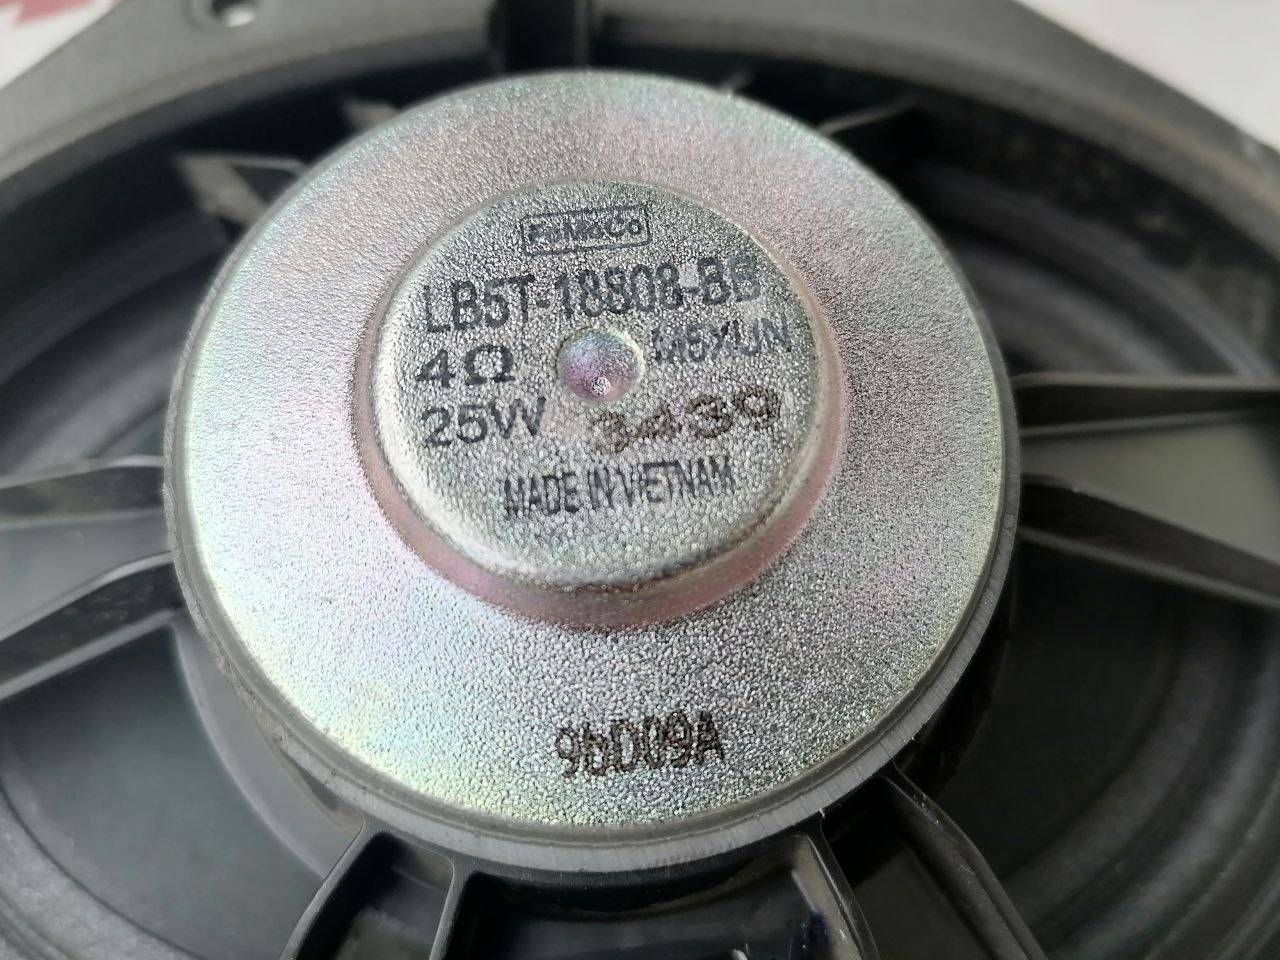 FoMoCo
LB5T-18808-BB
4Ω
M5XUN
25W
3439
MADE IN VIETNAM
9bD09A